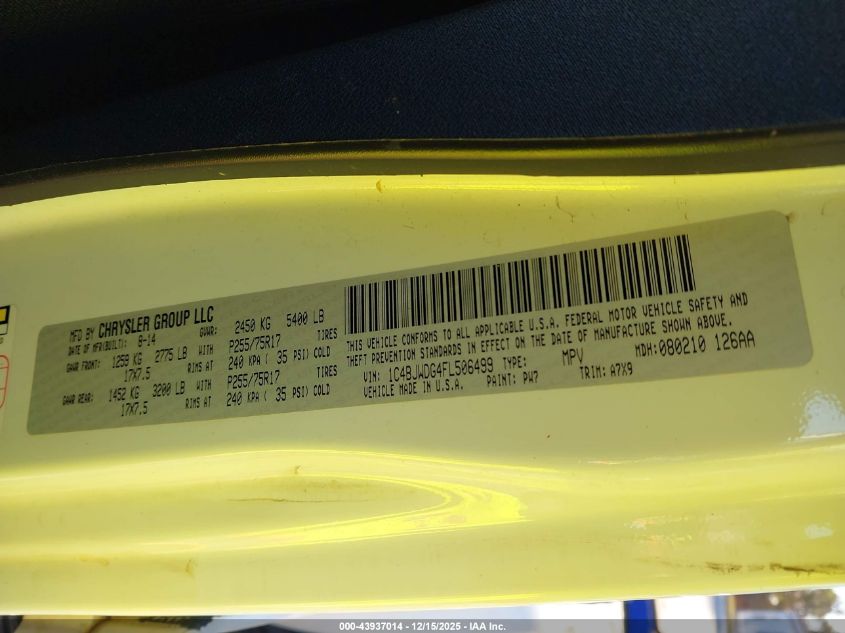 MFD BY CHRYSLER GROUP LLC
DATE OF MFR(BUILT): 8-14 GVWR: 2450 KG 5400 LB
GAWR FRONT: 1259 KG 2775 LB WITH P255/75R17 TIRES
17X7.5 RIMS AT 240 KPA ( 35 PSI) COLD
GAWR REAR: 1452 KG 3200 LB WITH P255/75R17 TIRES
17X7.5 RIMS AT 240 KPA ( 35 PSI) COLD
THIS VEHICLE CONFORMS TO ALL APPLICABLE U.S.A. FEDERAL MOTOR VEHICLE SAFETY AND
THEFT PREVENTION STANDARDS IN EFFECT ON THE DATE OF MANUFACTURE SHOWN ABOVE.
VIN: 1C4BJWDG4FL506499 TYPE: MPV MDH:080210 126AA
VEHICLE MADE IN U.S.A. PAINT: PW7 TRIM: A7X9
000-43937014 - 12/15/2025 - IAA Inc.